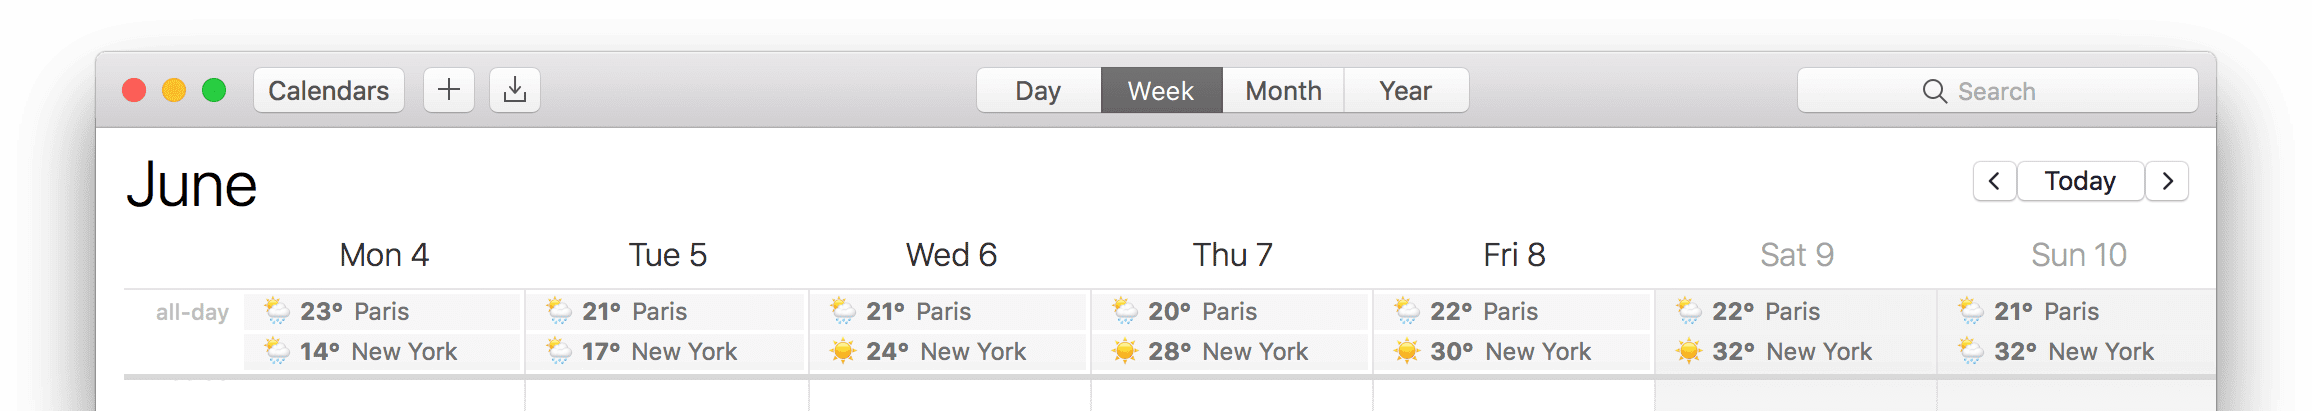 Calendars Day Week Month Year Search
June
Today
Mon 4 Tue 5 Wed 6 Thu 7 Fri 8 Sat 9 Sun 10
all-day 23° Paris 21° Paris 21° Paris 20° Paris 22° Paris 22° Paris 21° Paris
14° New York 17° New York 24° New York 28° New York 30° New York 32° New York 32° New York